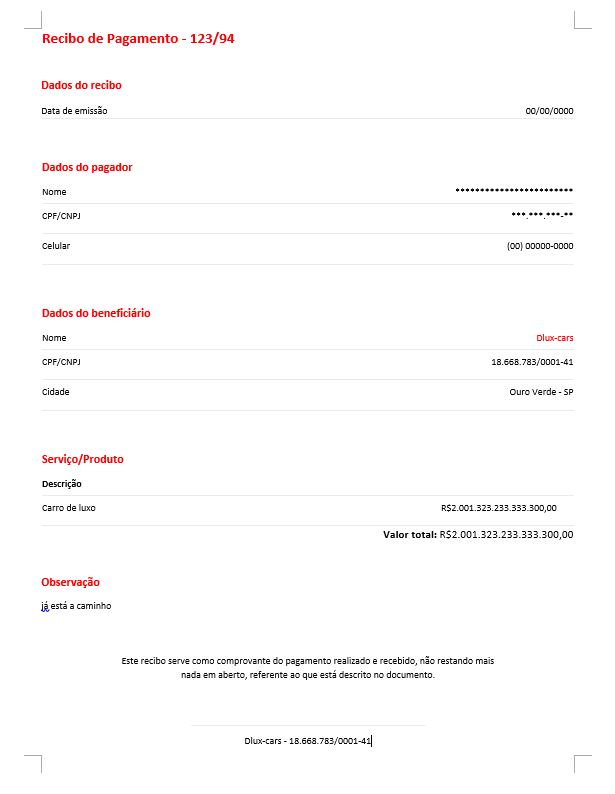 Recibo de Pagamento - 123/94
Dados do recibo
Data de emissão 00/00/0000
Dados do pagador
Nome ************************
CPF/CNPJ ***.***.***-**
Celular (00) 00000-0000
Dados do beneficiário
Nome Dlux-cars
CPF/CNPJ 18.668.783/0001-41
Cidade Ouro Verde - SP
Serviço/Produto
Descrição
Carro de luxo R$2.001.323.233.333.300,00
Valor total: R$2.001.323.233.333.300,00
Observação
já está a caminho
Este recibo serve como comprovante do pagamento realizado e recebido, não restando mais
nada em aberto, referente ao que está descrito no documento.
Dlux-cars - 18.668.783/0001-41